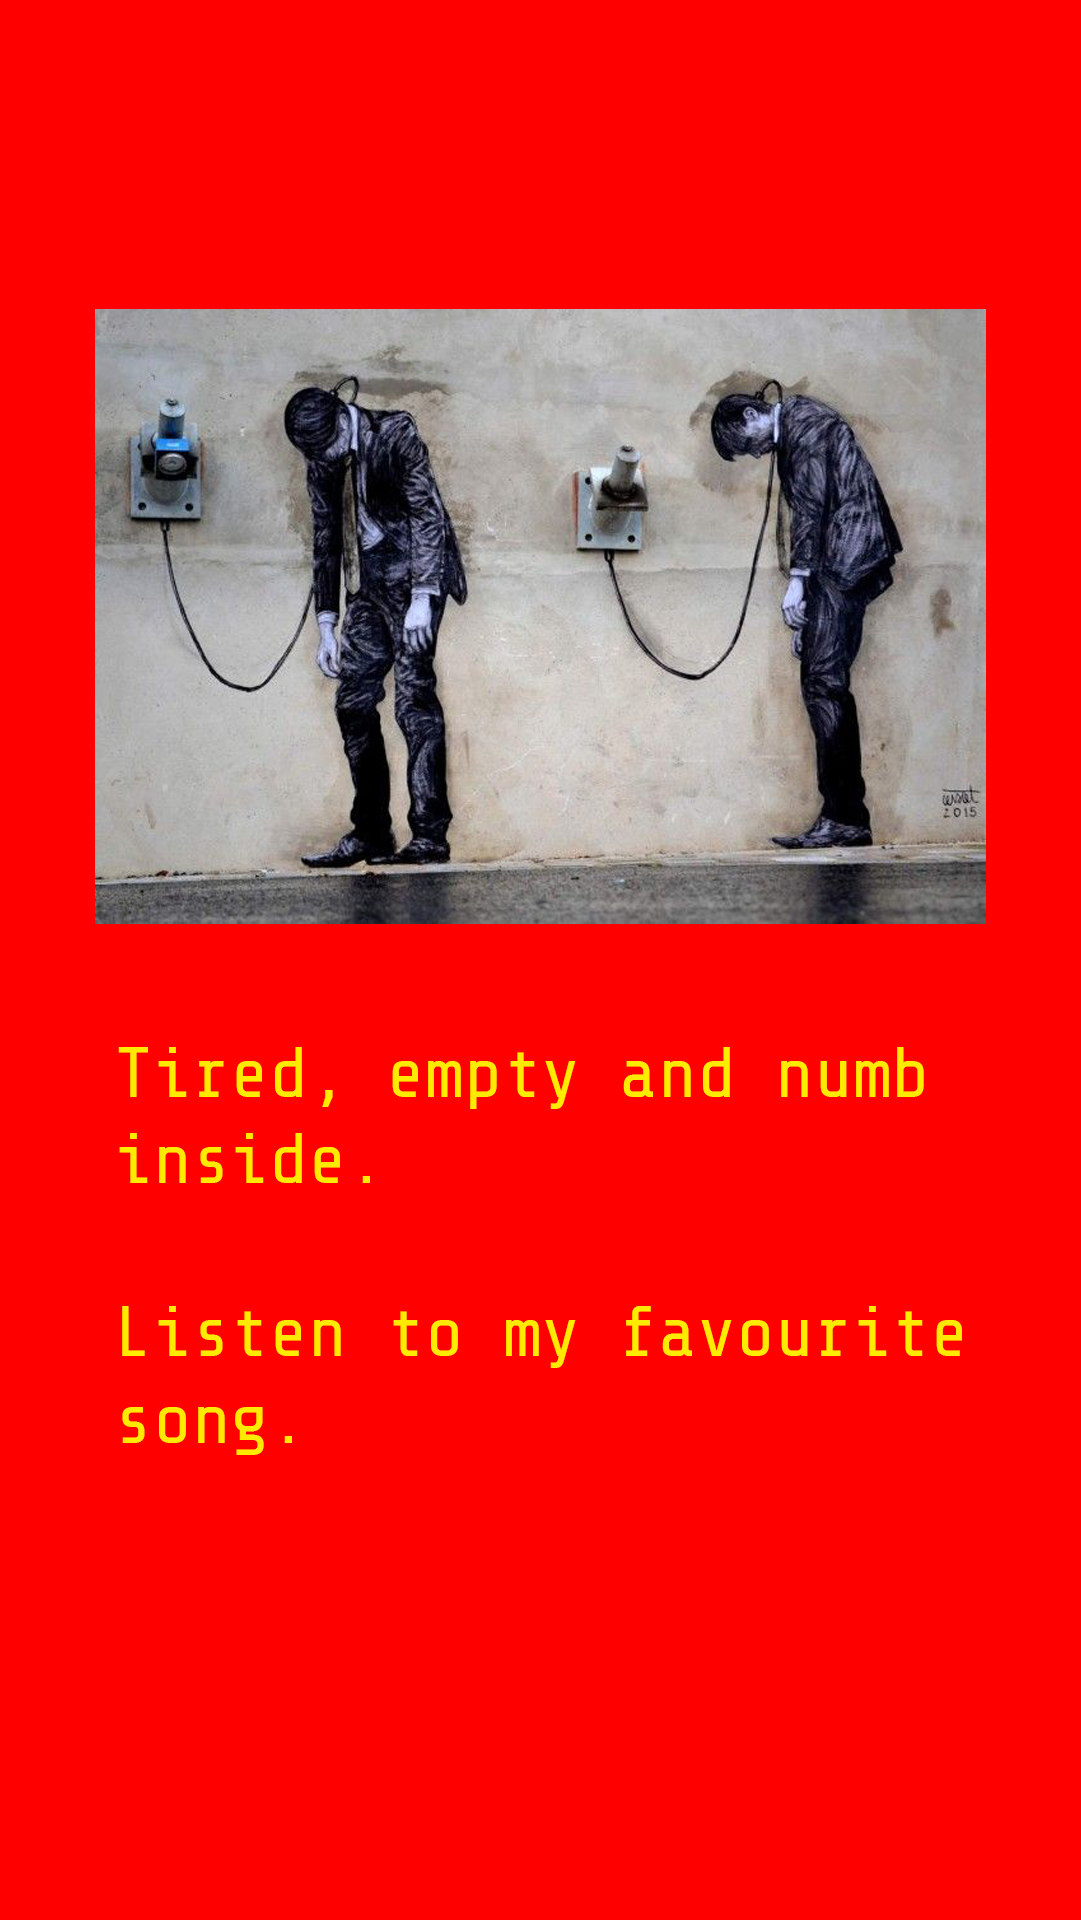 2015
Tired, empty and numb
inside.
Listen to my favourite
song.